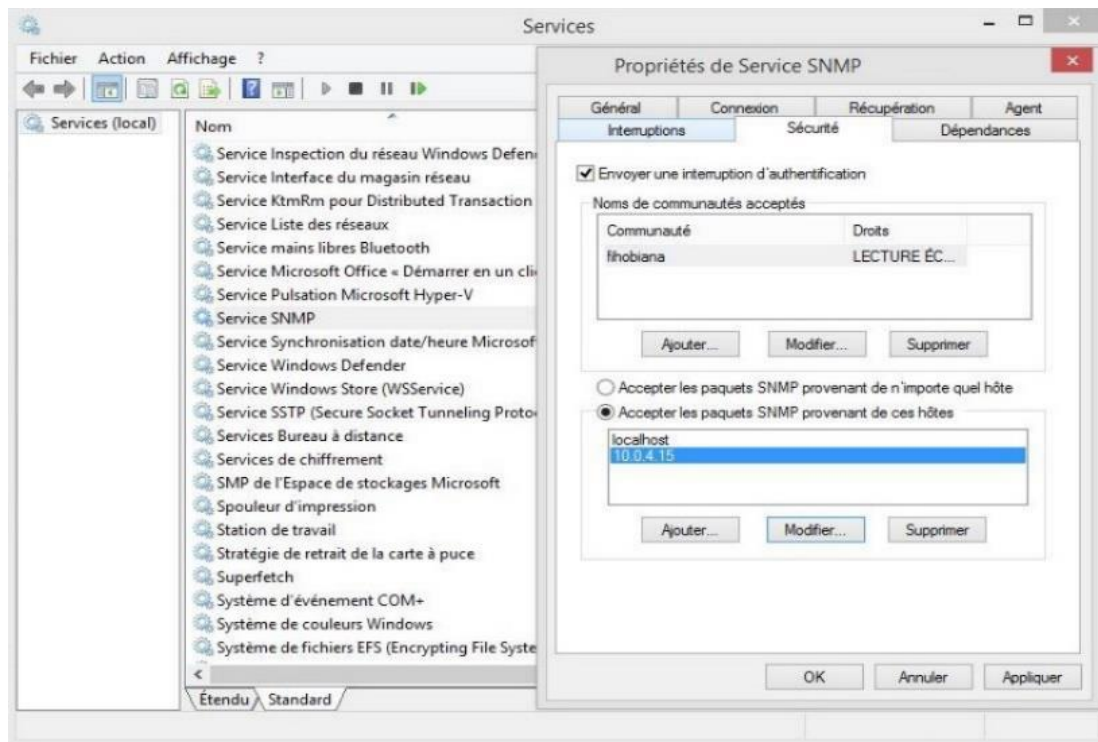 Services
Fichier Action Affichage ?
Services (local)
Nom
Service Inspection du réseau Windows Defen
Service Interface du magasin réseau
Service KtmRm pour Distributed Transaction
Service Liste des réseaux
Service mains libres Bluetooth
Service Microsoft Office « Démarrer en un cli
Service Pulsation Microsoft Hyper-V
Service SNMP
Service Synchronisation date/heure Microsof
Service Windows Defender
Service Windows Store (WSService)
Service SSTP (Secure Socket Tunneling Proto
Services Bureau à distance
Services de chiffrement
SMP de l'Espace de stockages Microsoft
Spouleur d'impression
Station de travail
Stratégie de retrait de la carte à puce
Superfetch
Système d'événement COM+
Système de couleurs Windows
Système de fichiers EFS (Encrypting File Syste
Étendu Standard
Propriétés de Service SNMP
Général Connexion Récupération Agent
Interruptions Sécurité Dépendances
Envoyer une interruption d'authentification
Noms de communautés acceptés
Communauté Droits
fihobiana LECTURE ÉC...
Ajouter... Modifier... Supprimer
Accepter les paquets SNMP provenant de n'importe quel hôte
Accepter les paquets SNMP provenant de ces hôtes
localhost
10.0.4.15
Ajouter... Modifier... Supprimer
OK Annuler Appliquer